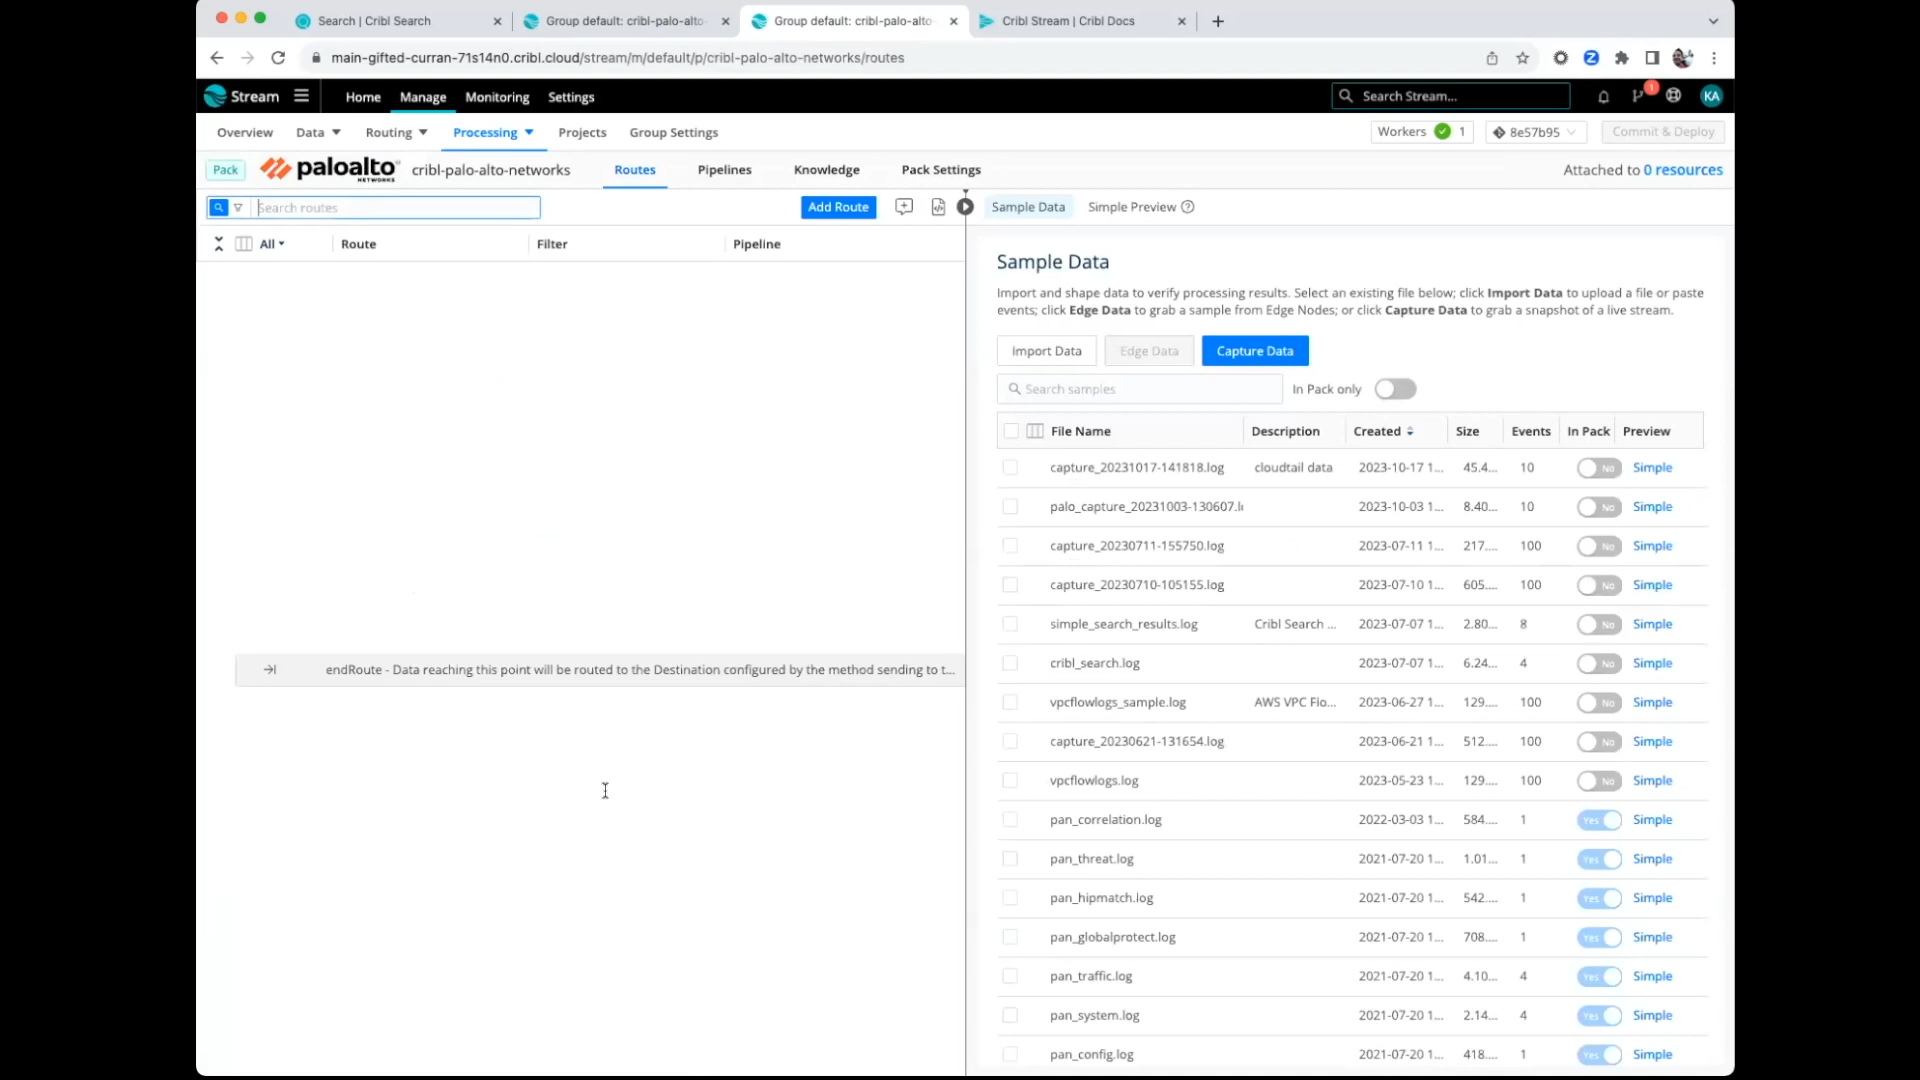 Search | Cribl Search
Group default: cribl-palo-alto-
Group default: cribl-palo-alto-
Cribl Stream | Cribl Docs
main-gifted-curran-71s14n0.cribl.cloud/stream/m/default/p/cribl-palo-alto-networks/routes
Stream Home Manage Monitoring Settings Search Stream... 1 KA
Overview Data Routing Processing Projects Group Settings Workers 1 8e57b95 Commit & Deploy
Pack paloalto NETWORKS cribl-palo-alto-networks Routes Pipelines Knowledge Pack Settings Attached to 0 resources
Search routes Add Route Sample Data Simple Preview
All Route Filter Pipeline
endRoute - Data reaching this point will be routed to the Destination configured by the method sending to t...
Sample Data
Import and shape data to verify processing results. Select an existing file below; click Import Data to upload a file or paste
events; click Edge Data to grab a sample from Edge Nodes; or click Capture Data to grab a snapshot of a live stream.
Import Data Edge Data Capture Data
Search samples In Pack only
File Name Description Created Size Events In Pack Preview
capture_20231017-141818.log cloudtail data 2023-10-17 1... 45.4... 10 No Simple
palo_capture_20231003-130607.l 2023-10-03 1... 8.40... 10 No Simple
capture_20230711-155750.log 2023-07-11 1... 217.... 100 No Simple
capture_20230710-105155.log 2023-07-10 1... 605.... 100 No Simple
simple_search_results.log Cribl Search ... 2023-07-07 1... 2.80... 8 No Simple
cribl_search.log 2023-07-07 1... 6.24... 4 No Simple
vpcflowlogs_sample.log AWS VPC Flo... 2023-06-27 1... 129.... 100 No Simple
capture_20230621-131654.log 2023-06-21 1... 512.... 100 No Simple
vpcflowlogs.log 2023-05-23 1... 129.... 100 No Simple
pan_correlation.log 2022-03-03 1... 584.... 1 Yes Simple
pan_threat.log 2021-07-20 1... 1.01... 1 Yes Simple
pan_hipmatch.log 2021-07-20 1... 542.... 1 Yes Simple
pan_globalprotect.log 2021-07-20 1... 708.... 1 Yes Simple
pan_traffic.log 2021-07-20 1... 4.10... 4 Yes Simple
pan_system.log 2021-07-20 1... 2.14... 4 Yes Simple
pan_config.log 2021-07-20 1... 418.... 1 Yes Simple